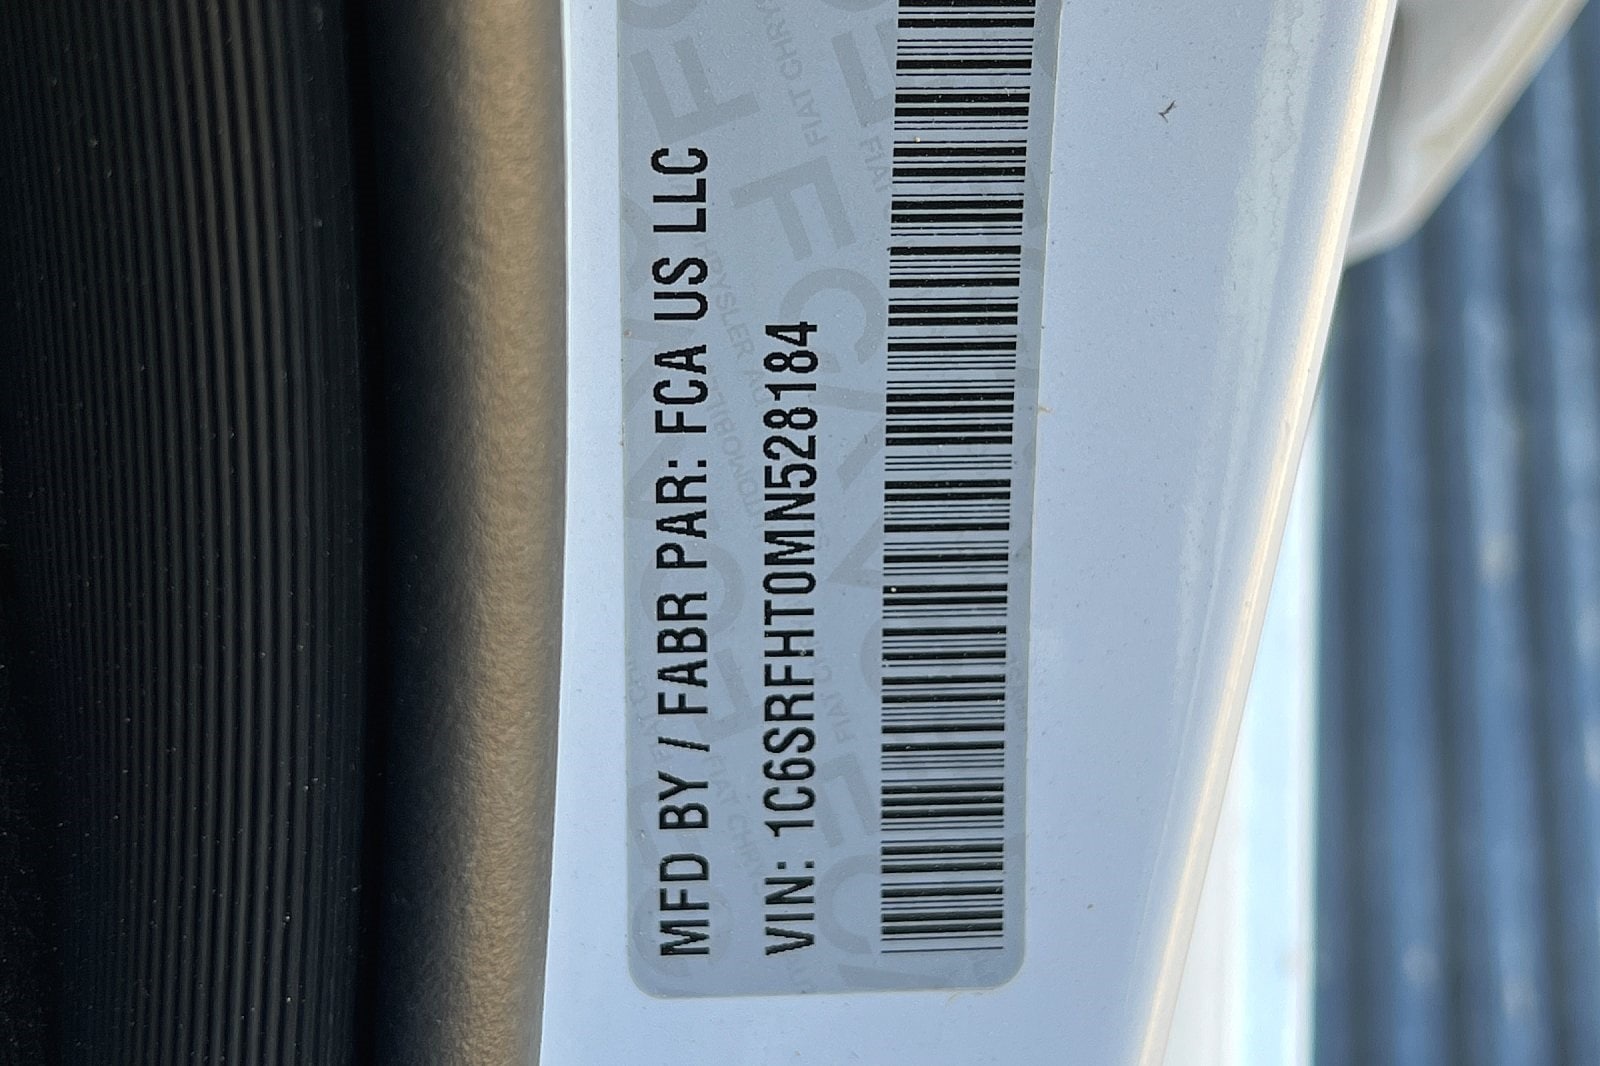 MFD BY / FABR PAR: FCA US LLC
VIN: 1C6SRFHT0MN528184